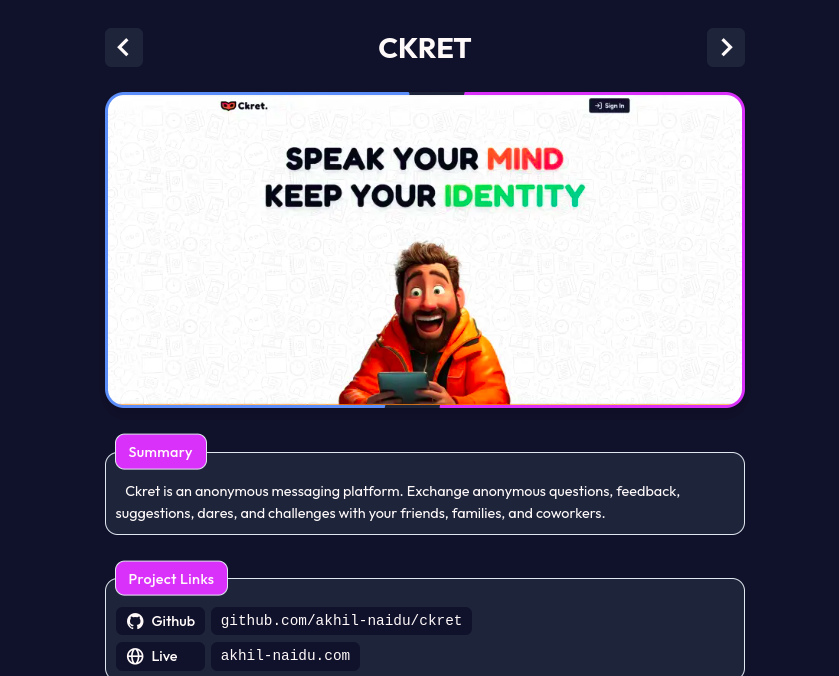 CKRET
Ckret.
Sign In
SPEAK YOUR MIND
KEEP YOUR IDENTITY
Summary
Ckret is an anonymous messaging platform. Exchange anonymous questions, feedback,
suggestions, dares, and challenges with your friends, families, and coworkers.
Project Links
Github github.com/akhil-naidu/ckret
Live akhil-naidu.com